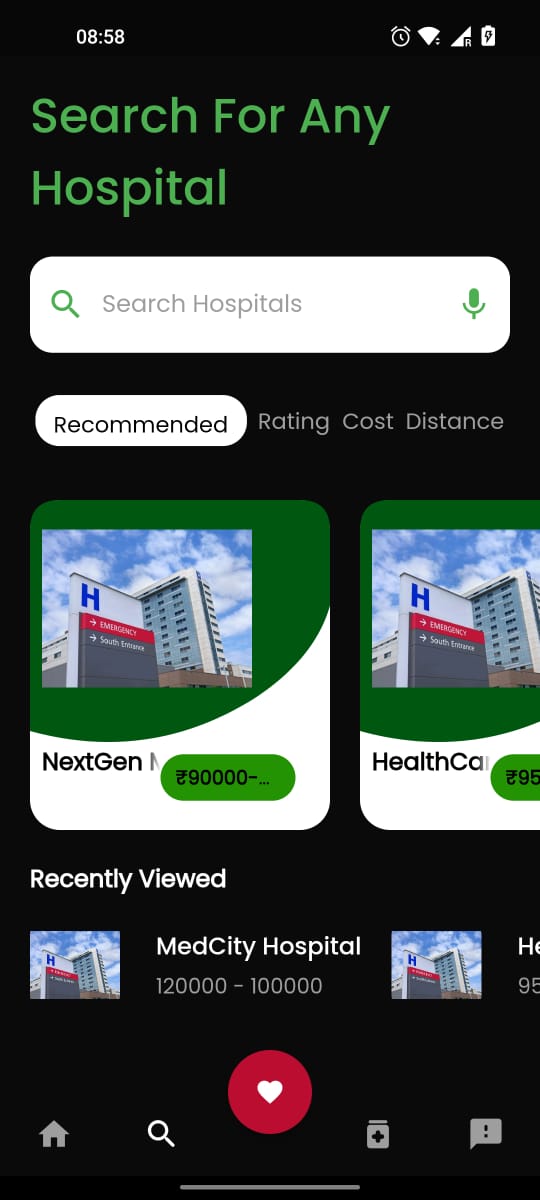 08:58
R
Search For Any
Hospital
Search Hospitals
Recommended Rating Cost Distance
H
EMERGENCY
South Entrance
H
EMERGENCY
South Entrance
NextGen
₹90000-...
HealthCa
₹95
Recently Viewed
H
MedCity Hospital
120000 - 100000
H
He
95